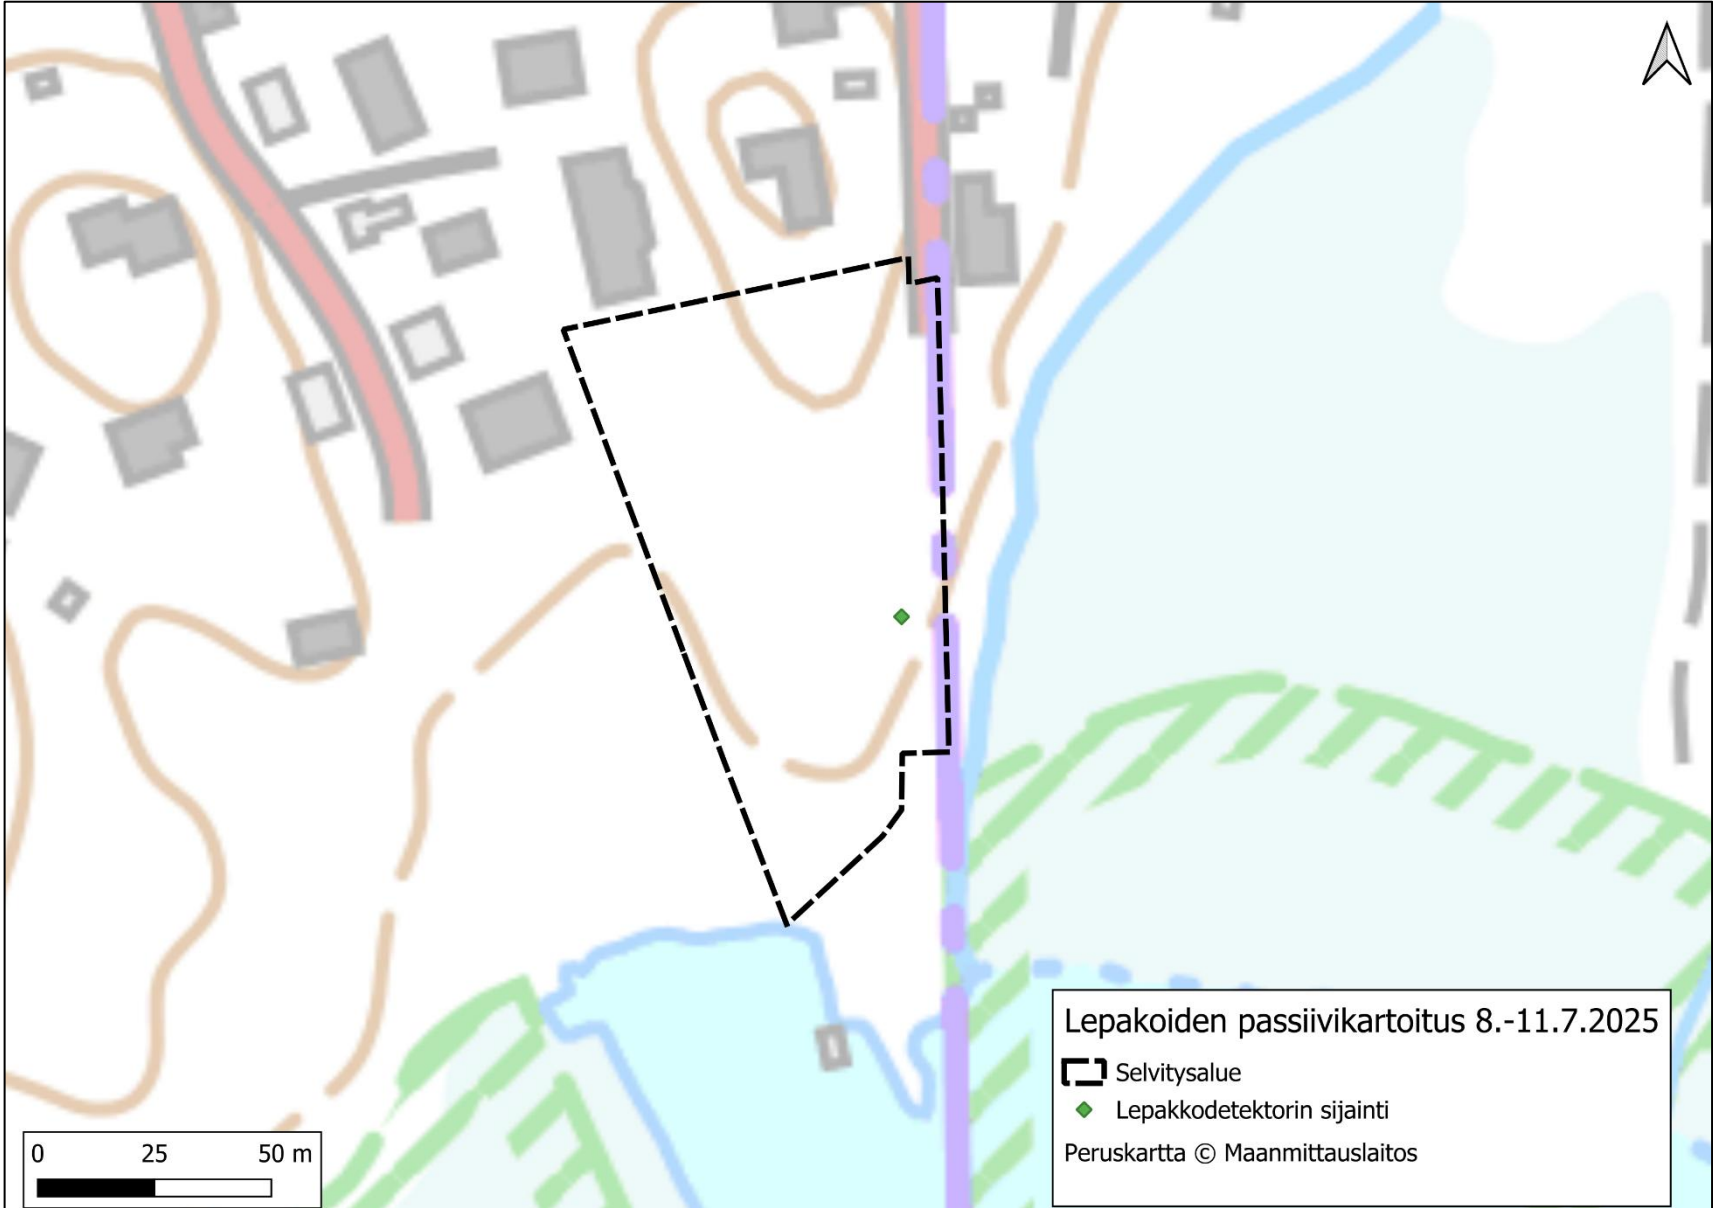 Lepakoiden passiivikartoitus 8.-11.7.2025
Selvitysalue
Lepakkodetektorin sijainti
Peruskartta © Maanmittauslaitos
0 25 50 m